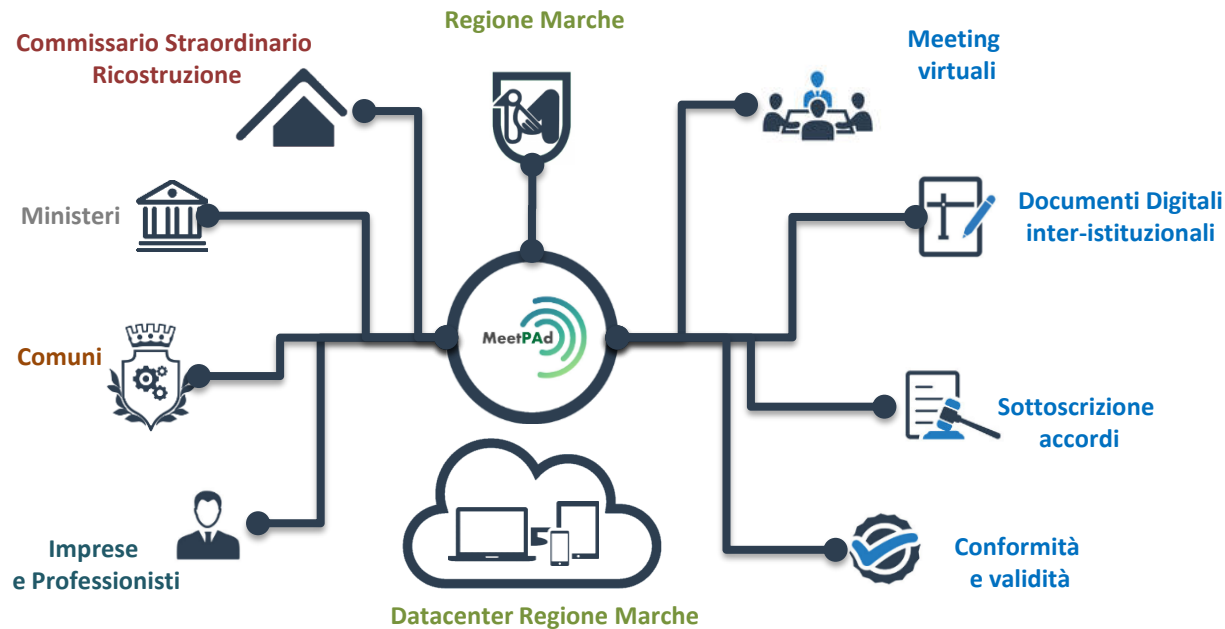 Regione Marche
Commissario Straordinario
Ricostruzione
Meeting
virtuali
Ministeri
Documenti Digitali
inter-istituzionali
MeetPAd
Comuni
Sottoscrizione
accordi
Imprese
e Professionisti
Conformità
e validità
Datacenter Regione Marche